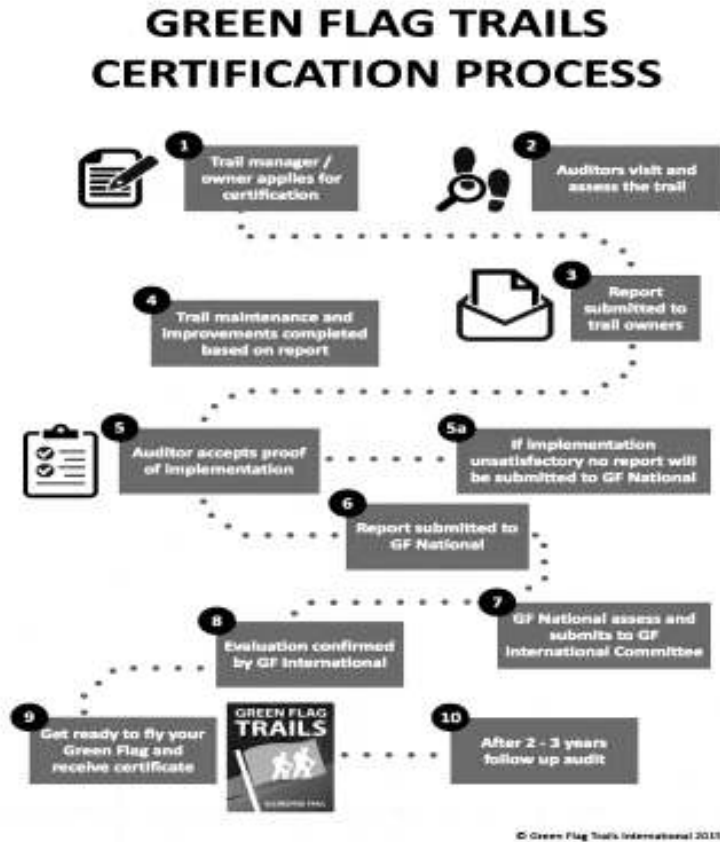 GREEN FLAG TRAILS
CERTIFICATION PROCESS
1
Trail manager /
owner applies for
certification
2
Auditors visit and
assess the trail
3
Report
submitted to
trail owners
4
Trail maintenance and
improvements completed
based on report
5
Auditor accepts proof
of implementation
5a
If implementation
unsatisfactory no report will
be submitted to GF National
6
Report submitted to
GF National
7
GF National assess and
submits to GF
International Committee
8
Evaluation confirmed
by GF International
9
Get ready to fly your
Green Flag and
receive certificate
GREEN FLAG
TRAILS
10
After 2 - 3 years
follow up audit
© Green Flag Trails International